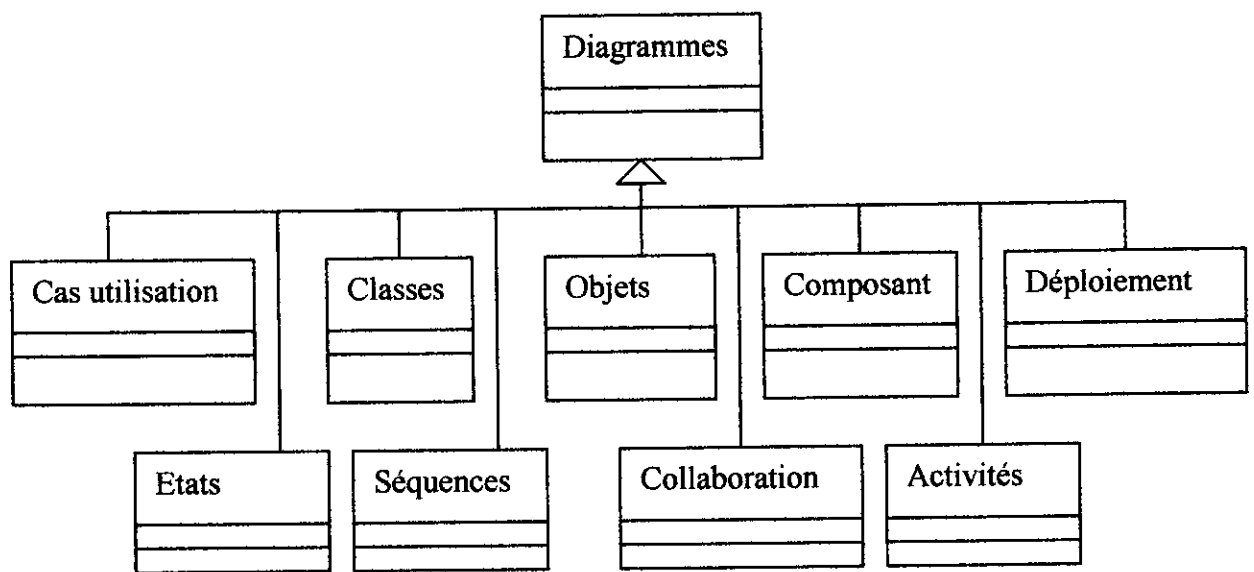 Diagrammes
Cas utilisation
Classes
Objets
Composant
Déploiement
Etats
Séquences
Collaboration
Activités